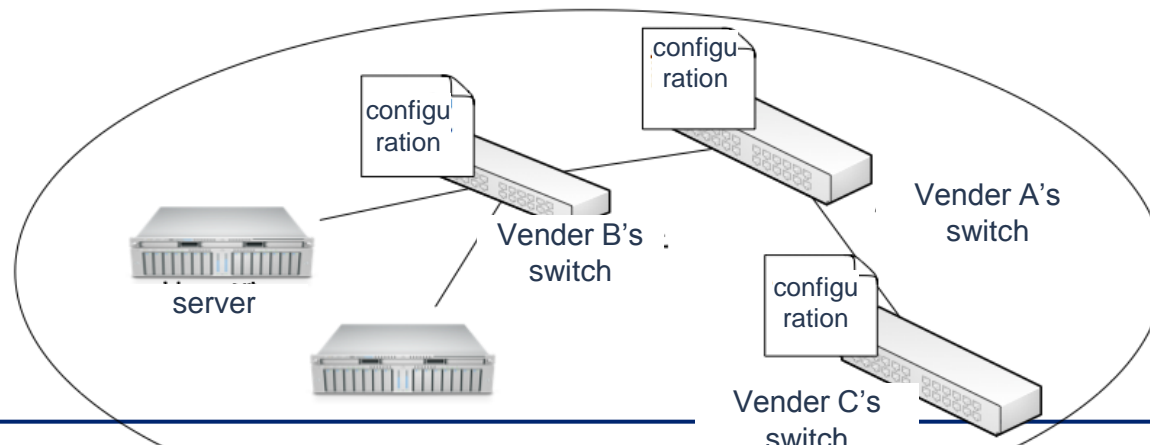 configu
ration
configu
ration
Vender A's
switch
Vender B's
switch
server
configu
ration
Vender C's
switch